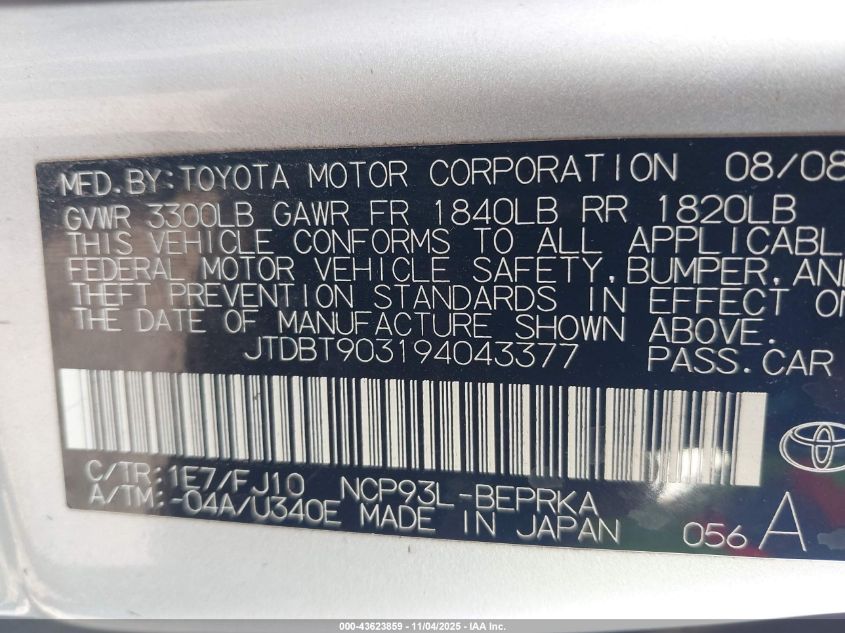 MFD.BY:TOYOTA MOTOR CORPORATION 08/08
GVWR 3300LB GAWR FR 1840LB RR 1820LB
THIS VEHICLE CONFORMS TO ALL APPLICABL
FEDERAL MOTOR VEHICLE SAFETY,BUMPER,AND
THEFT PREVENTION STANDARDS IN EFFECT ON
THE DATE OF MANUFACTURE SHOWN ABOVE.
JTDBT903194043377 PASS.CAR
C/TR:1E7/FJ10 NCP93L-BEPRKA
A/TM:-04A/U340E MADE IN JAPAN 056 A
000-43623859 - 11/04/2025 - IAA Inc.